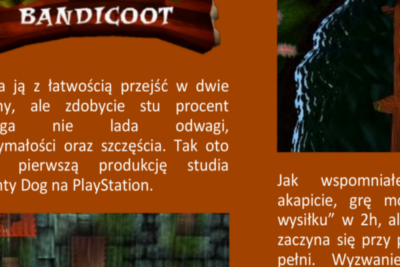 BANDICOOT
a ją z łatwością przejść w dwie
ny, ale zdobycie stu procent
ga nie lada odwagi,
ymałości oraz szczęścia. Tak oto
pierwszą produkcję studia
nty Dog na PlayStation.
Jak wspomniałe
akapicie, grę mo
wysiłku” w 2h, al
zaczyna się przy p
pełni. Wyzwanie